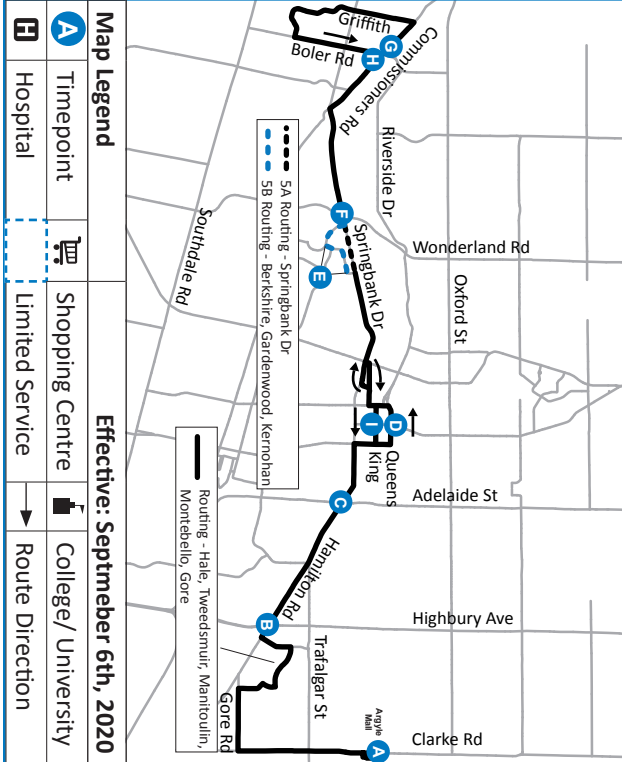 Griffith
Boler Rd
Commissioners Rd
G
H
Riverside Dr
Wonderland Rd
Oxford St
F
Springbank Dr
E
Southdale Rd
5A Routing - Springbank Dr
5B Routing - Berkshire, Gardenwood, Kernohan
D
I
Queens
King
Adelaide St
C
Hamilton Rd
Highbury Ave
B
Trafalgar St
Gore Rd
Argyle
Mall
A
Clarke Rd
Routing - Hale, Tweedsmuir, Manitoulin,
Montebello, Gore
Map Legend
Effective: Septmeber 6th, 2020
A Timepoint
Shopping Centre
College/ University
H Hospital
Limited Service
Route Direction